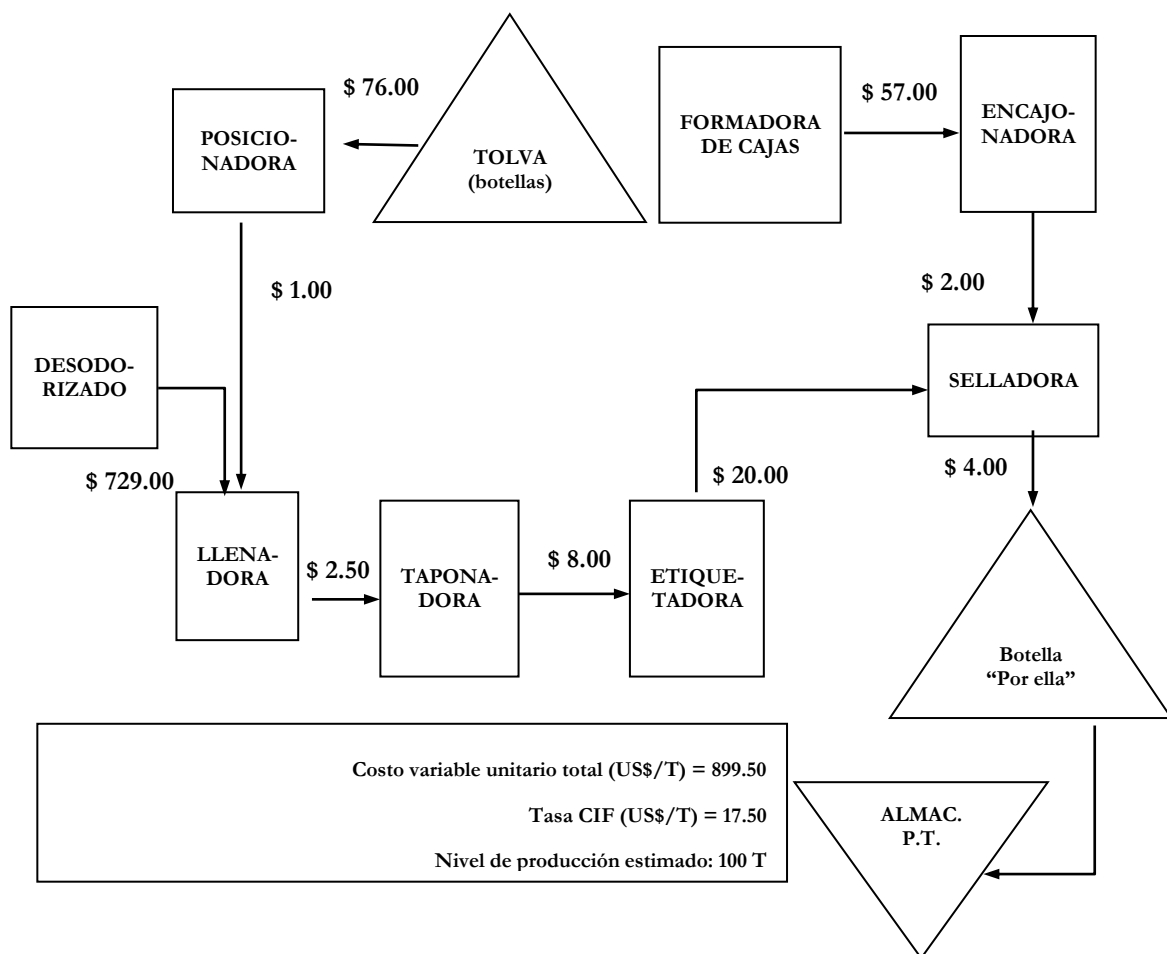 $ 76.00
POSICIO-
NADORA
TOLVA
(botellas)
FORMADORA
DE CAJAS
$ 57.00
ENCAJO-
NADORA
$ 1.00
$ 2.00
DESODO-
RIZADO
SELLADORA
$ 729.00
$ 20.00
$ 4.00
LLENA-
DORA
$ 2.50
TAPONA-
DORA
$ 8.00
ETIQUE-
TADORA
Botella
“Por ella”
Costo variable unitario total (US$/T) = 899.50
Tasa CIF (US$/T) = 17.50
Nivel de producción estimado: 100 T
ALMAC.
P.T.